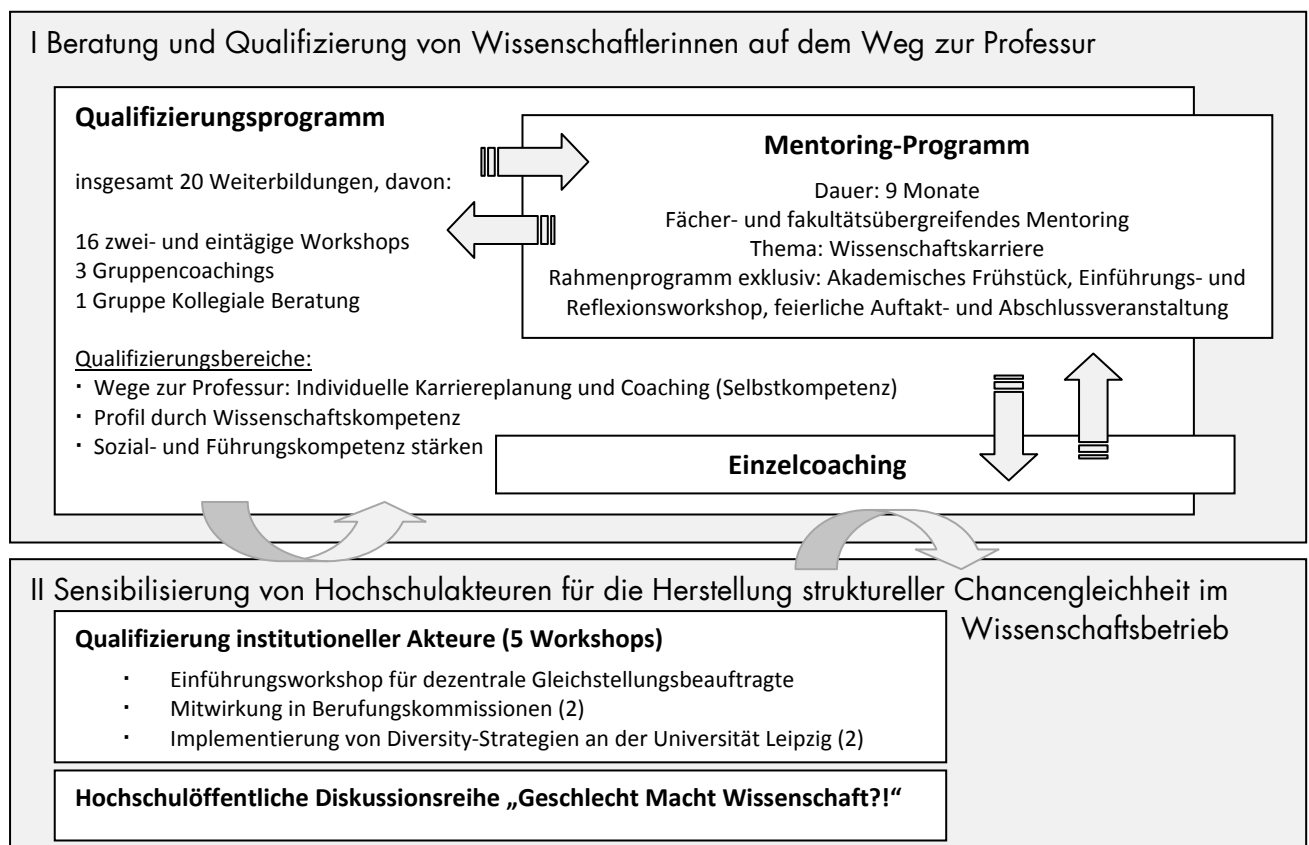 I Beratung und Qualifizierung von Wissenschaftlerinnen auf dem Weg zur Professur
Qualifizierungsprogramm
insgesamt 20 Weiterbildungen, davon:
16 zwei- und eintägige Workshops
3 Gruppencoachings
1 Gruppe Kollegiale Beratung
Qualifizierungsbereiche:
· Wege zur Professur: Individuelle Karriereplanung und Coaching (Selbstkompetenz)
· Profil durch Wissenschaftskompetenz
· Sozial- und Führungskompetenz stärken
Mentoring-Programm
Dauer: 9 Monate
Fächer- und fakultätsübergreifendes Mentoring
Thema: Wissenschaftskarriere
Rahmenprogramm exklusiv: Akademisches Frühstück, Einführungs- und
Reflexionsworkshop, feierliche Auftakt- und Abschlussveranstaltung
Einzelcoaching
II Sensibilisierung von Hochschulakteuren für die Herstellung struktureller Chancengleichheit im
Wissenschaftsbetrieb
Qualifizierung institutioneller Akteure (5 Workshops)
· Einführungsworkshop für dezentrale Gleichstellungsbeauftragte
· Mitwirkung in Berufungskommissionen (2)
· Implementierung von Diversity-Strategien an der Universität Leipzig (2)
Hochschulöffentliche Diskussionsreihe „Geschlecht Macht Wissenschaft?!“